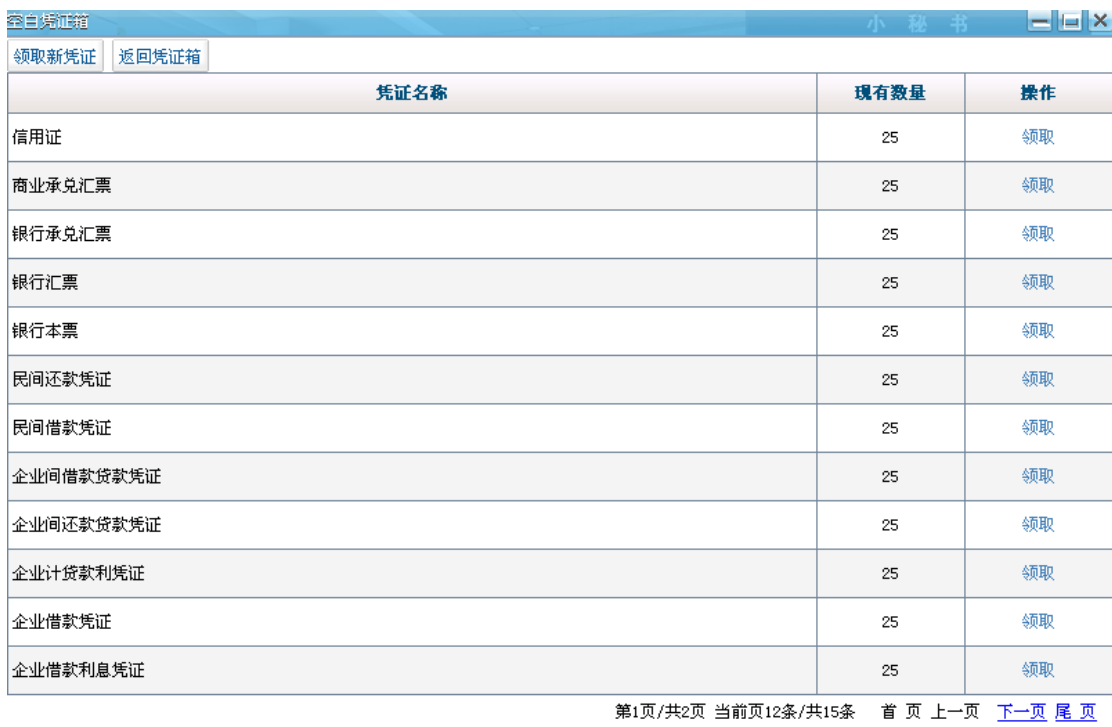 空白凭证箱 小 秘 书
领取新凭证 返回凭证箱
凭证名称 现有数量 操作
信用证 25 领取
商业承兑汇票 25 领取
银行承兑汇票 25 领取
银行汇票 25 领取
银行本票 25 领取
民间还款凭证 25 领取
民间借款凭证 25 领取
企业间借款贷款凭证 25 领取
企业间还款贷款凭证 25 领取
企业计贷款利凭证 25 领取
企业借款凭证 25 领取
企业借款利息凭证 25 领取
第1页/共2页 当前页12条/共15条 首 页 上一页 下一页 尾 页